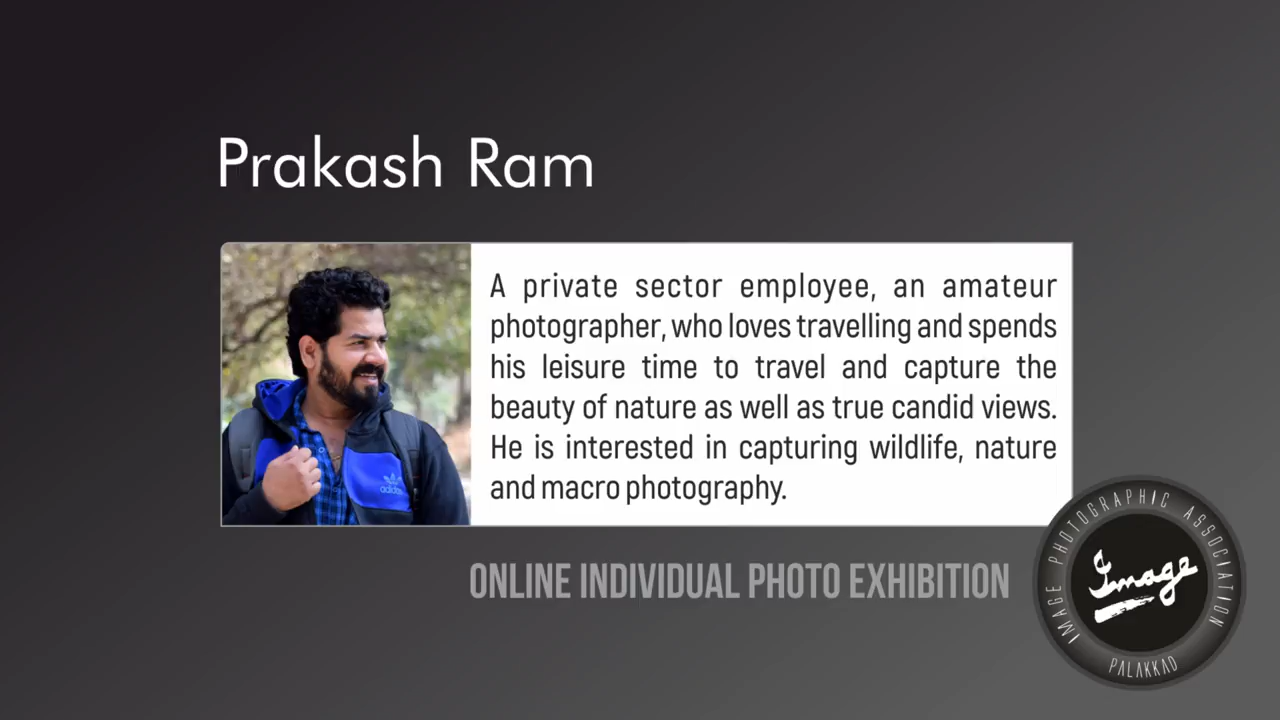 Prakash Ram
A private sector employee, an amateur
photographer, who loves travelling and spends
his leisure time to travel and capture the
beauty of nature as well as true candid views.
He is interested in capturing wildlife, nature
and macro photography.
adidas
ONLINE INDIVIDUAL PHOTO EXHIBITION
IMAGE PHOTOGRAPHIC ASSOCIATION
Image
PALAKKAD